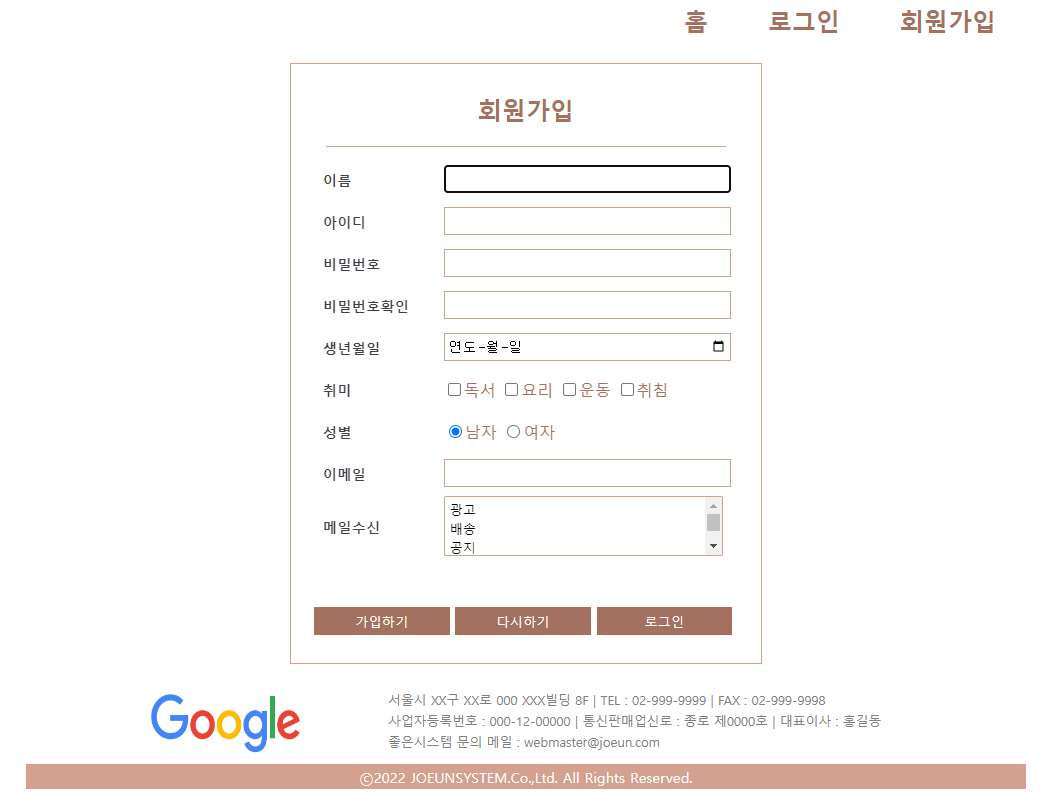 홈 로그인 회원가입
회원가입
이름
아이디
비밀번호
비밀번호확인
생년월일 연도-월-일
취미 독서 요리 운동 취침
성별 남자 여자
이메일
메일수신 광고
배송
공지
가입하기 다시하기 로그인
Google
서울시 XX구 XX로 000 XXX빌딩 8F | TEL : 02-999-9999 | FAX : 02-999-9998
사업자등록번호 : 000-12-00000 | 통신판매업신로 : 종로 제0000호 | 대표이사 : 홍길동
좋은시스템 문의 메일 : webmaster@joeun.com
ⓒ2022 JOEUNSYSTEM.Co.,Ltd. All Rights Reserved.